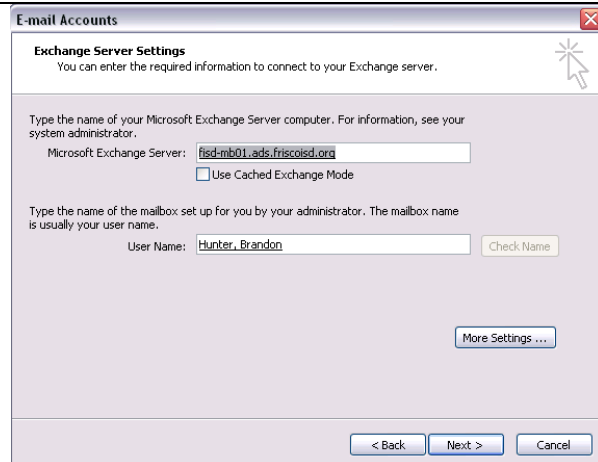 E-mail Accounts
Exchange Server Settings
You can enter the required information to connect to your Exchange server.
Type the name of your Microsoft Exchange Server computer. For information, see your
system administrator.
Microsoft Exchange Server: fisd-mb01.ads.friscoisd.org
Use Cached Exchange Mode
Type the name of the mailbox set up for you by your administrator. The mailbox name
is usually your user name.
User Name: Hunter, Brandon Check Name
More Settings ...
< Back Next > Cancel